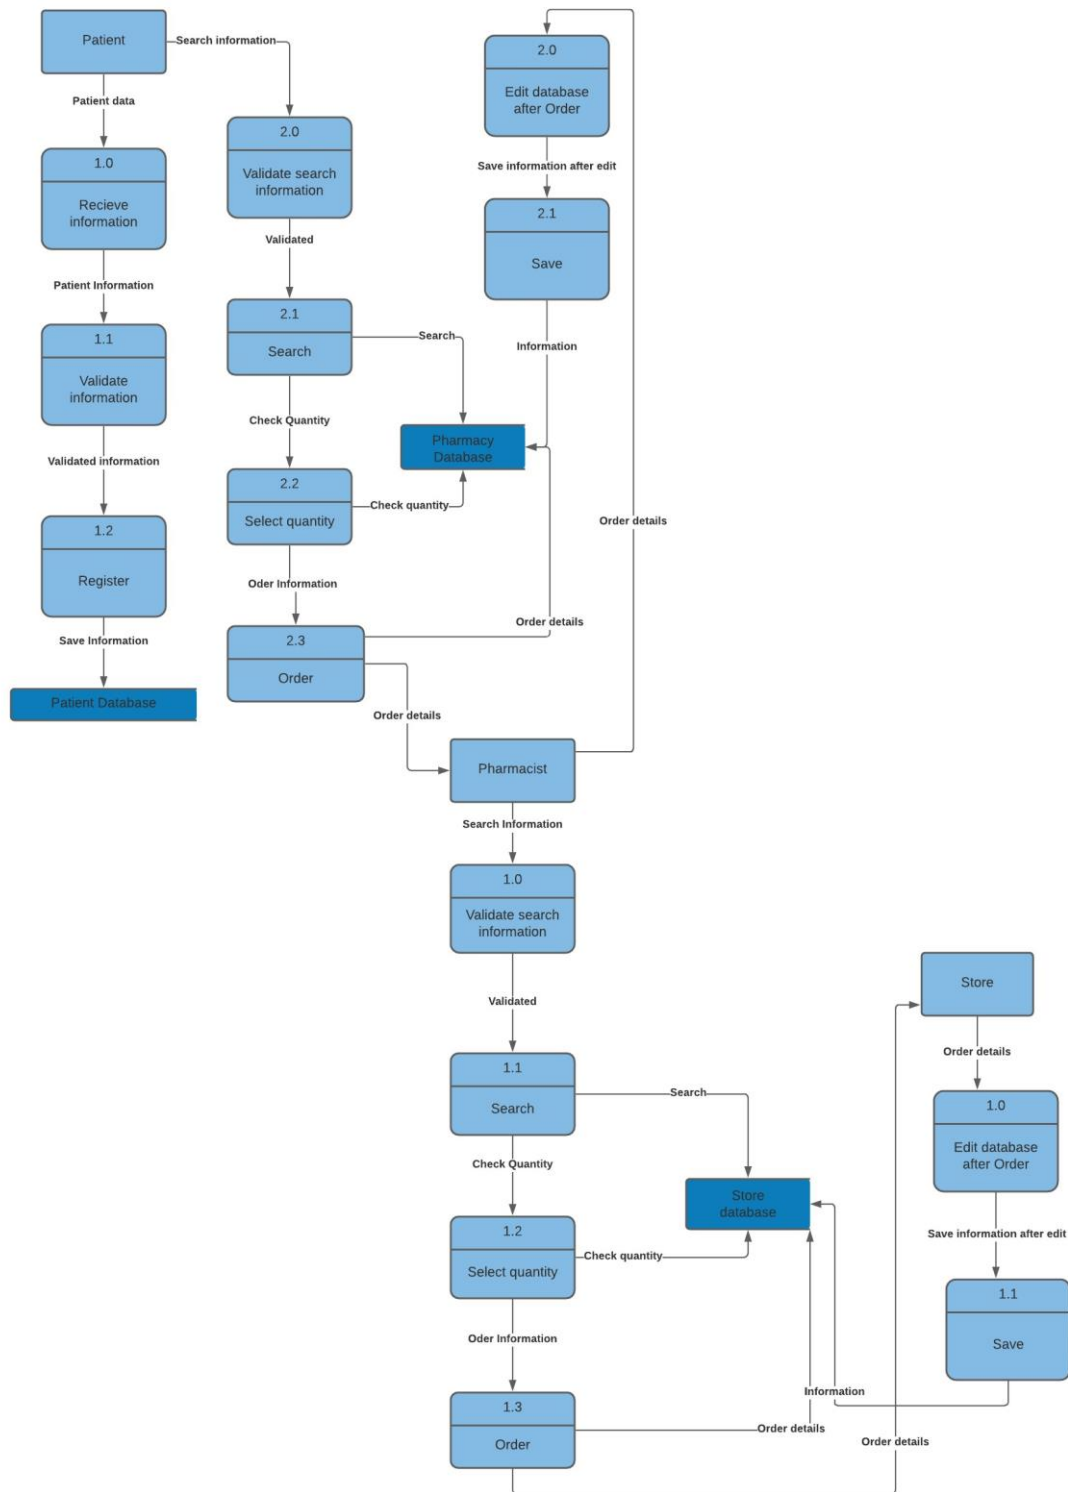 Patient
Search information
Patient data
1.0
Recieve
information
Patient Information
1.1
Validate
information
Validated information
1.2
Register
Save Information
Patient Database
2.0
Validate search
information
Validated
2.1
Search
Search
Check Quantity
2.2
Select quantity
Check quantity
Oder Information
2.3
Order
Order details
Order details
Pharmacy
Database
2.0
Edit database
after Order
Save information after edit
2.1
Save
Information
Order details
Pharmacist
Search Information
1.0
Validate search
information
Validated
1.1
Search
Search
Check Quantity
1.2
Select quantity
Check quantity
Oder Information
1.3
Order
Order details
Order details
Store
database
Store
Order details
1.0
Edit database
after Order
Save information after edit
1.1
Save
Information